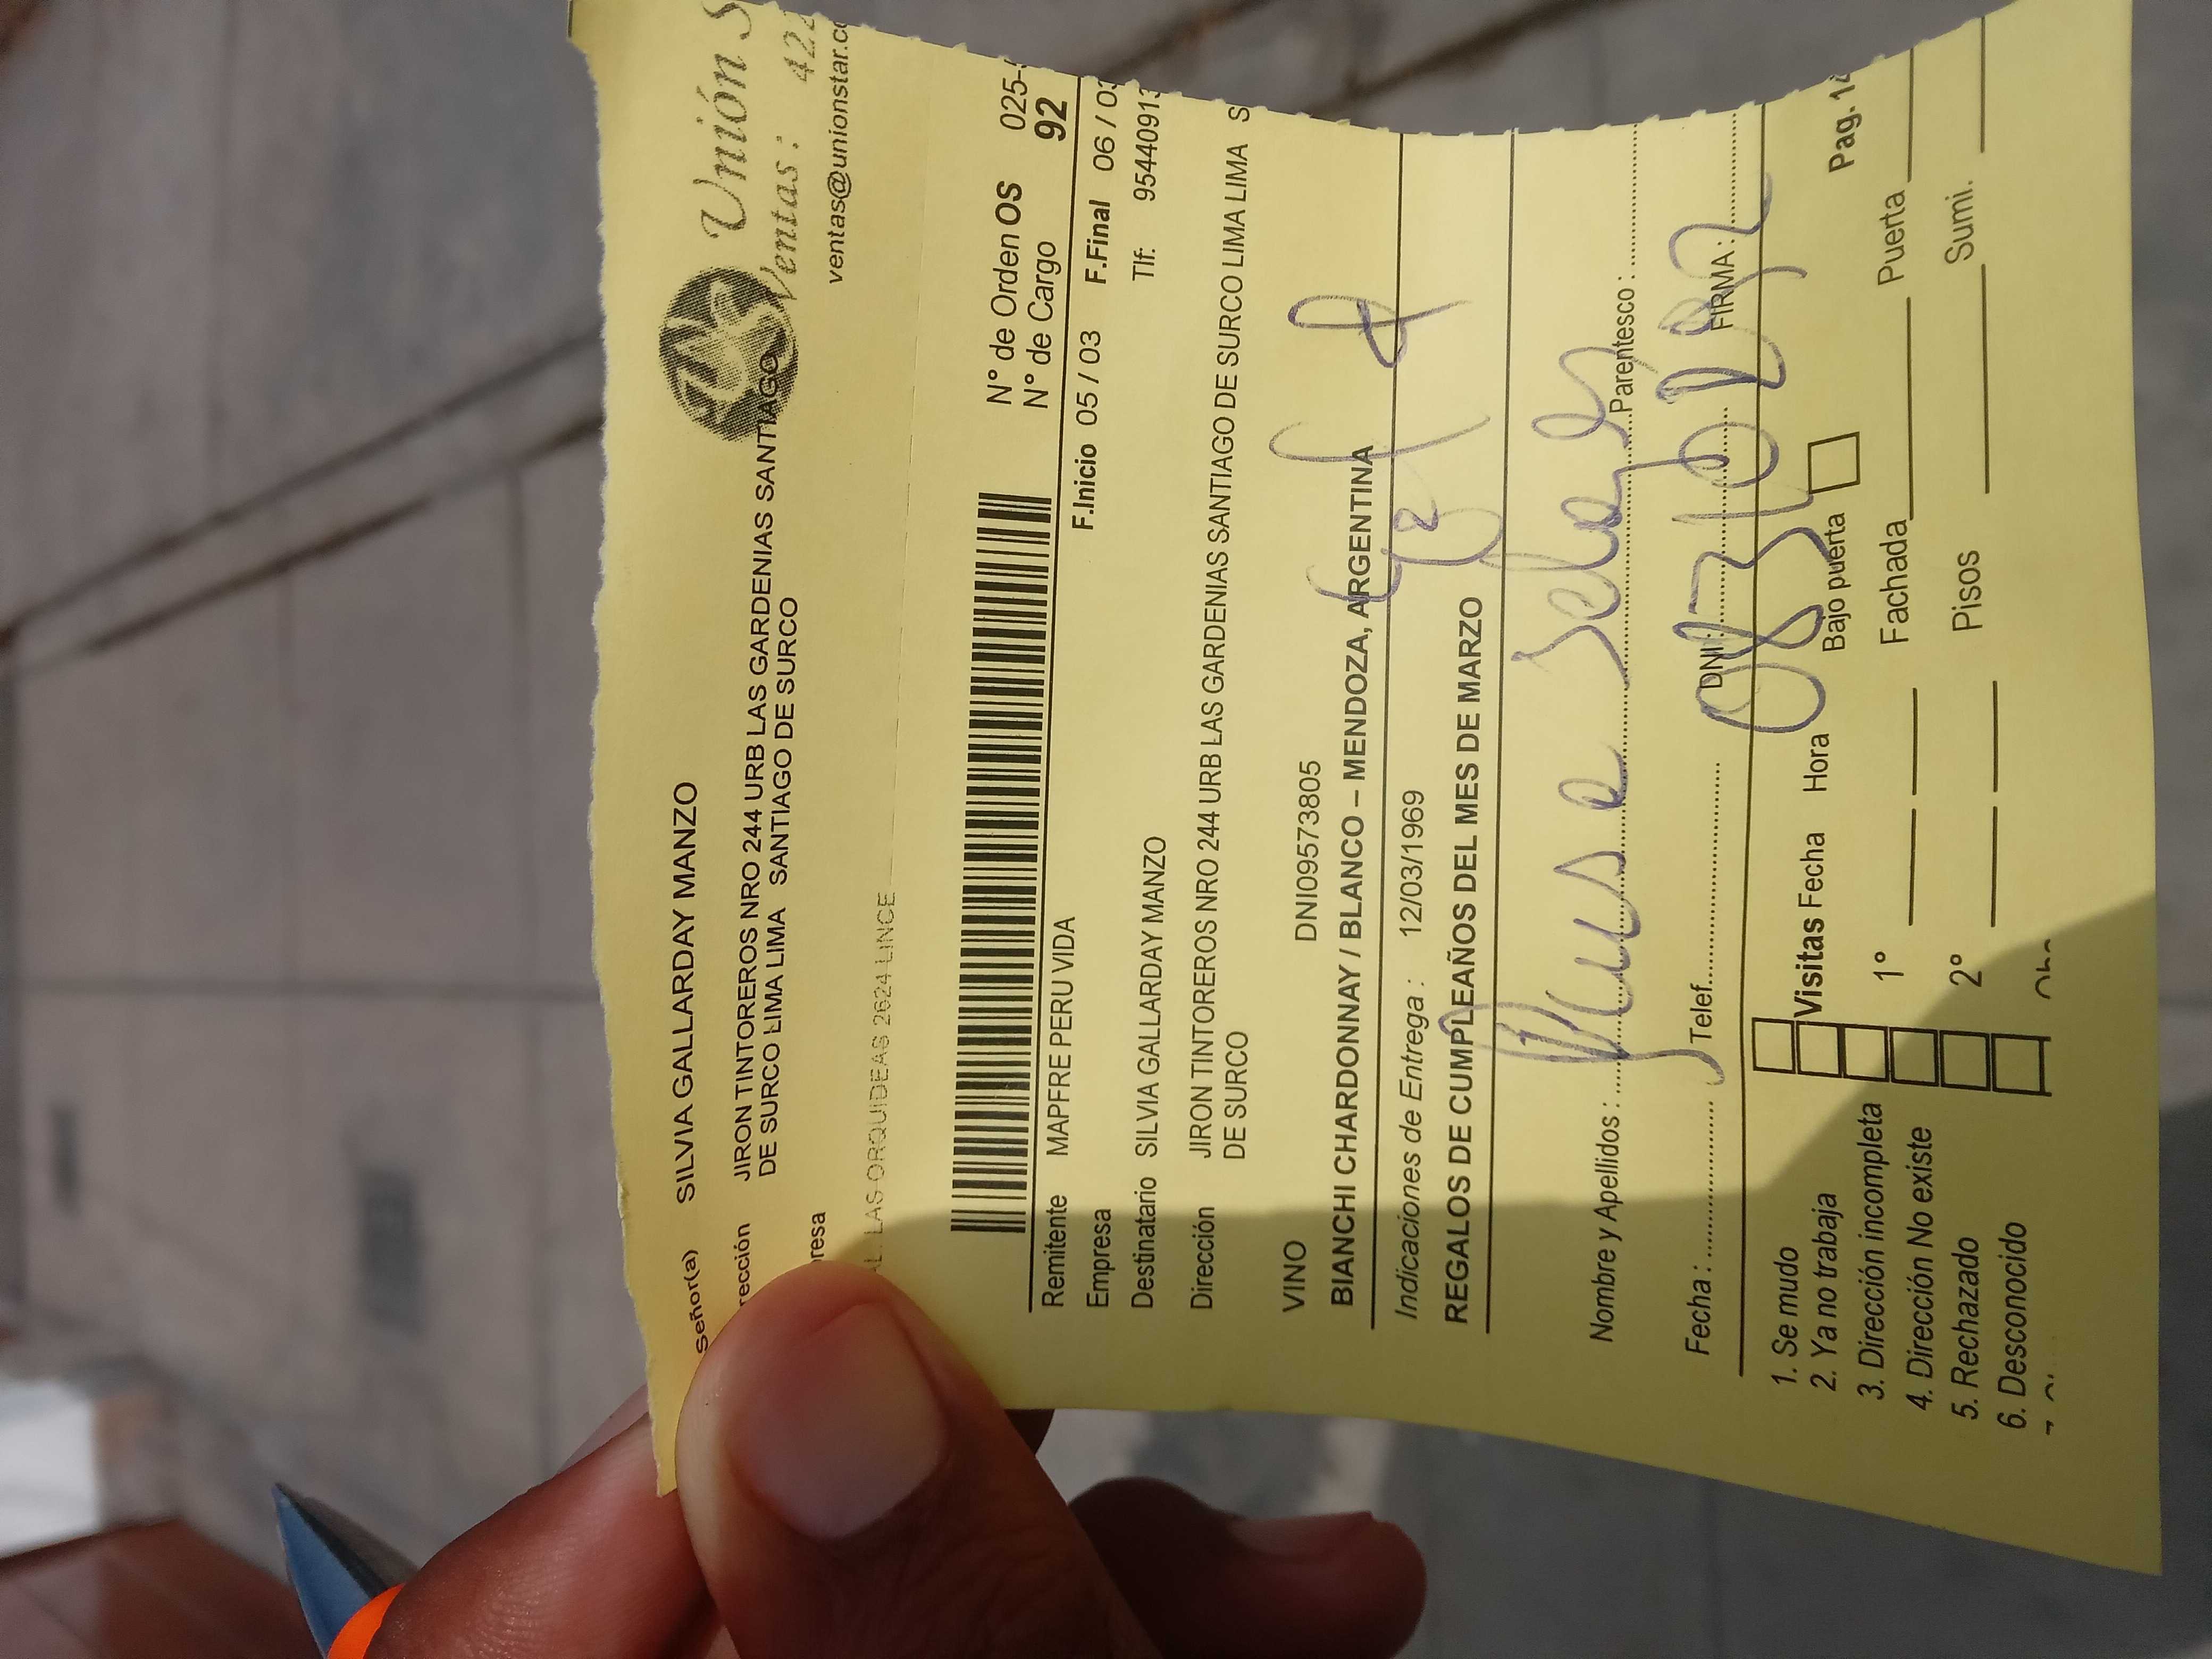 Señor(a) SILVIA GALLARDAY MANZO
rección JIRON TINTOREROS NRO 244 URB LAS GARDENIAS SANTIAGO
DE SURCO LIMA LIMA SANTIAGO DE SURCO
resa
Unión S
Ventas: 422
ventas@unionstar.co
AL. LAS ORQUIDEAS 2624 LINCE
N° de Orden OS 025-
N° de Cargo 92
Remitente MAPFRE PERU VIDA
F.Inicio 05 / 03 F.Final 06 / 03
Empresa
Tlf: 95440913
Destinatario SILVIA GALLARDAY MANZO
Dirección JIRON TINTOREROS NRO 244 URB LAS GARDENIAS SANTIAGO DE SURCO LIMA LIMA S
DE SURCO
VINO DNI09573805
BIANCHI CHARDONNAY / BLANCO – MENDOZA, ARGENTINA
Indicaciones de Entrega : 12/03/1969
REGALOS DE CUMPLEAÑOS DEL MES DE MARZO
Nombre y Apellidos : Parentesco :
Fecha : Telef. DNI: FIRMA:
1. Se mudo
2. Ya no trabaja
3. Dirección incompleta
4. Dirección No existe
5. Rechazado
6. Desconocido
Visitas Fecha Hora Bajo puerta Pag. 14
1° Fachada Puerta
2° Pisos Sumi.